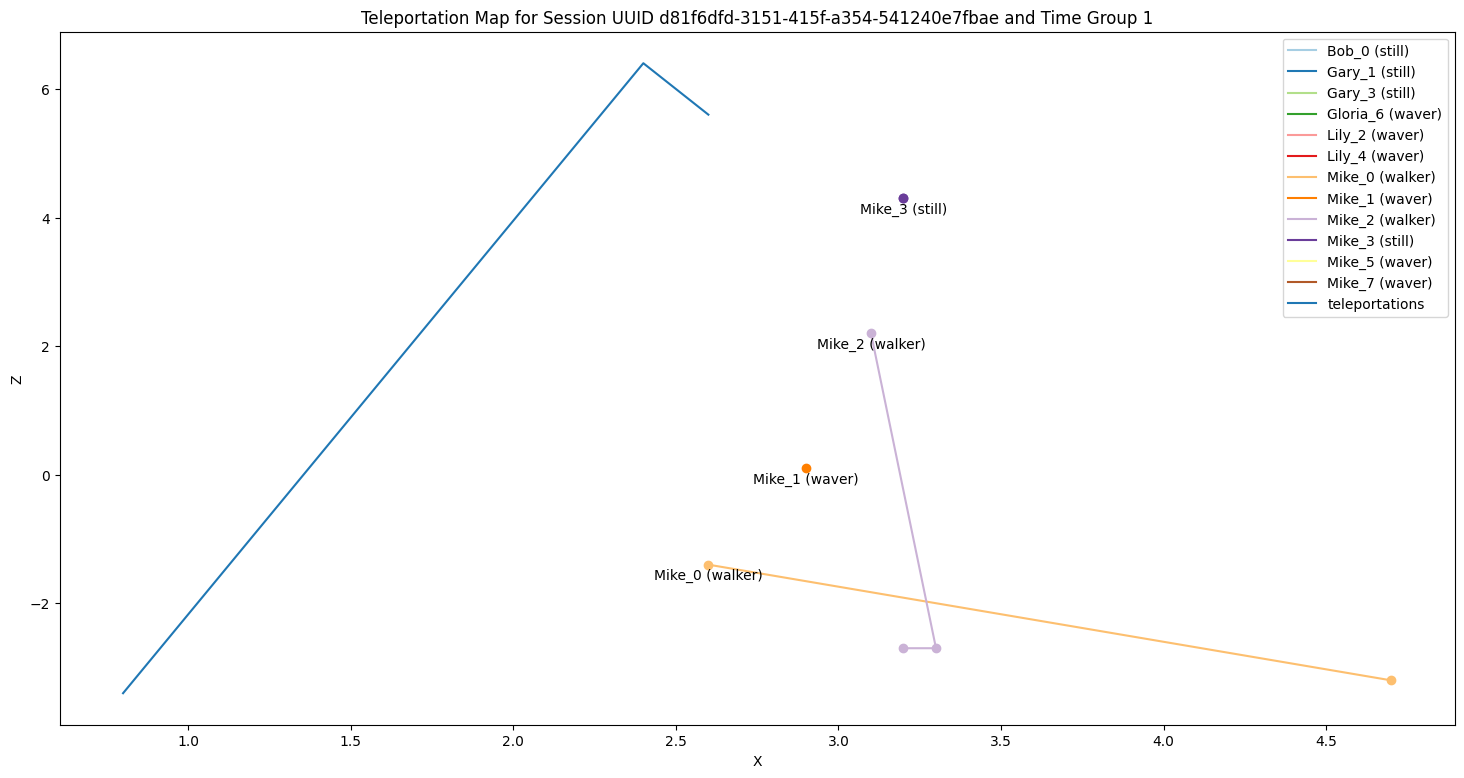 Teleportation Map for Session UUID d81f6dfd-3151-415f-a354-541240e7fbae and Time Group 1
Bob_0 (still)
Gary_1 (still)
Gary_3 (still)
Gloria_6 (waver)
Lily_2 (waver)
Lily_4 (waver)
Mike_0 (walker)
Mike_1 (waver)
Mike_2 (walker)
Mike_3 (still)
Mike_5 (waver)
Mike_7 (waver)
teleportations
6
4
2
0
−2
Z
Mike_3 (still)
Mike_2 (walker)
Mike_1 (waver)
Mike_0 (walker)
1.0 1.5 2.0 2.5 3.0 3.5 4.0 4.5
X